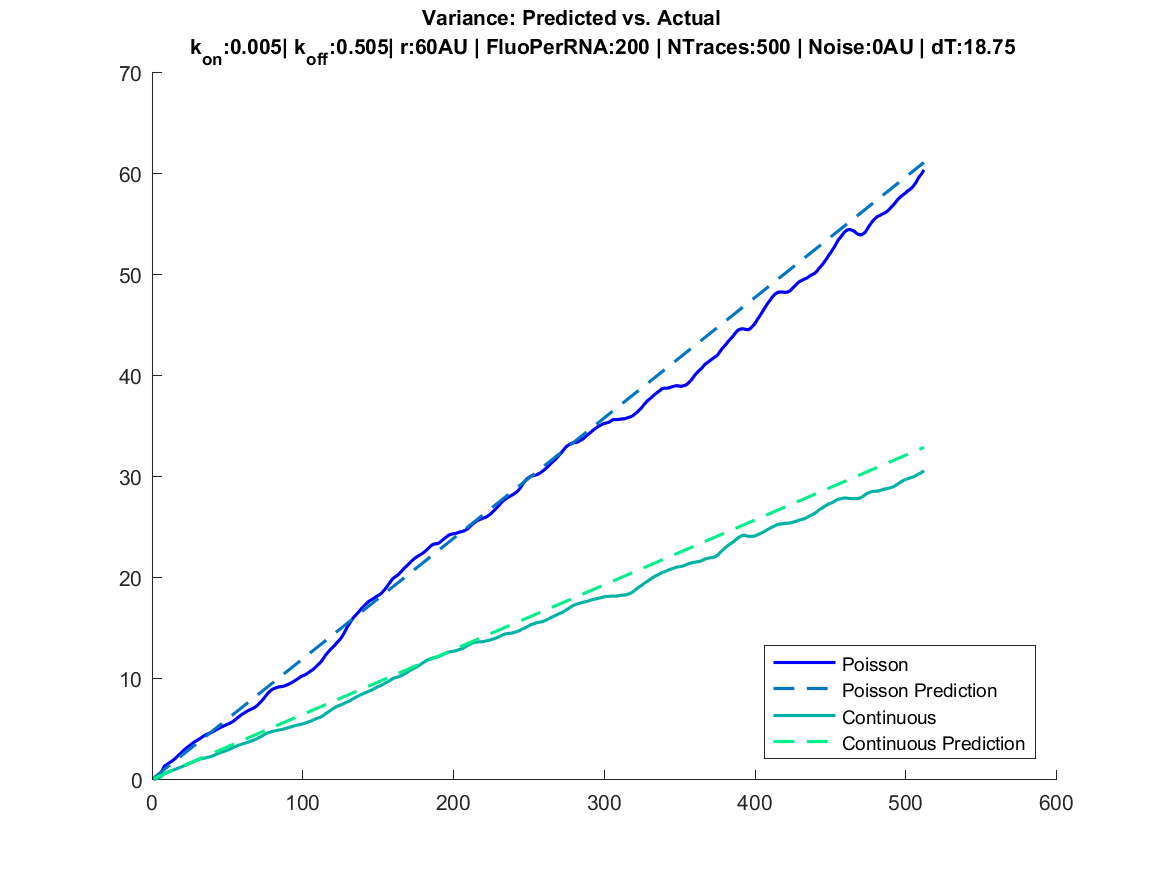 Variance: Predicted vs. Actual
kon:0.005| koff:0.505| r:60AU | FluoPerRNA:200 | NTraces:500 | Noise:0AU | dT:18.75
70
60
50
40
30
20
10
0
0 100 200 300 400 500 600
Poisson
Poisson Prediction
Continuous
Continuous Prediction